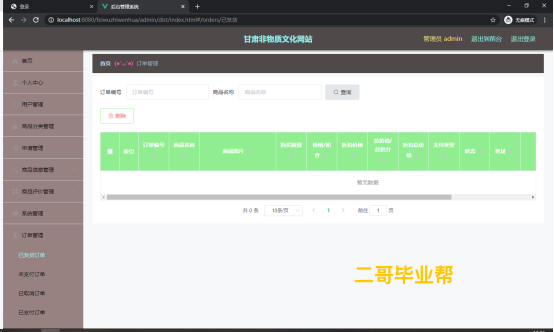 登录
后台管理系统
localhost:8080/feiwuzhiwenhua/admin/dist/index.html#/orders/已发货
无痕模式
甘肃非物质文化网站
管理员 admin
退出到前台
退出登录
首页
个人中心
用户管理
商品分类管理
申请管理
商品信息管理
商品评价管理
系统管理
订单管理
已发货订单
未支付订单
已取消订单
已支付订单
首页 (●'◡'●) 订单管理
订单编号 订单编号 商品名称 商品名称 查询
删除
索引 订单编号 商品名称 商品图片 购买数量 价格/积分 折扣价格 总价格/总积分 折扣总价格 支付类型 状态 地址
暂无数据
共 0 条 10条/页 1 前往 1 页
二哥毕业帮